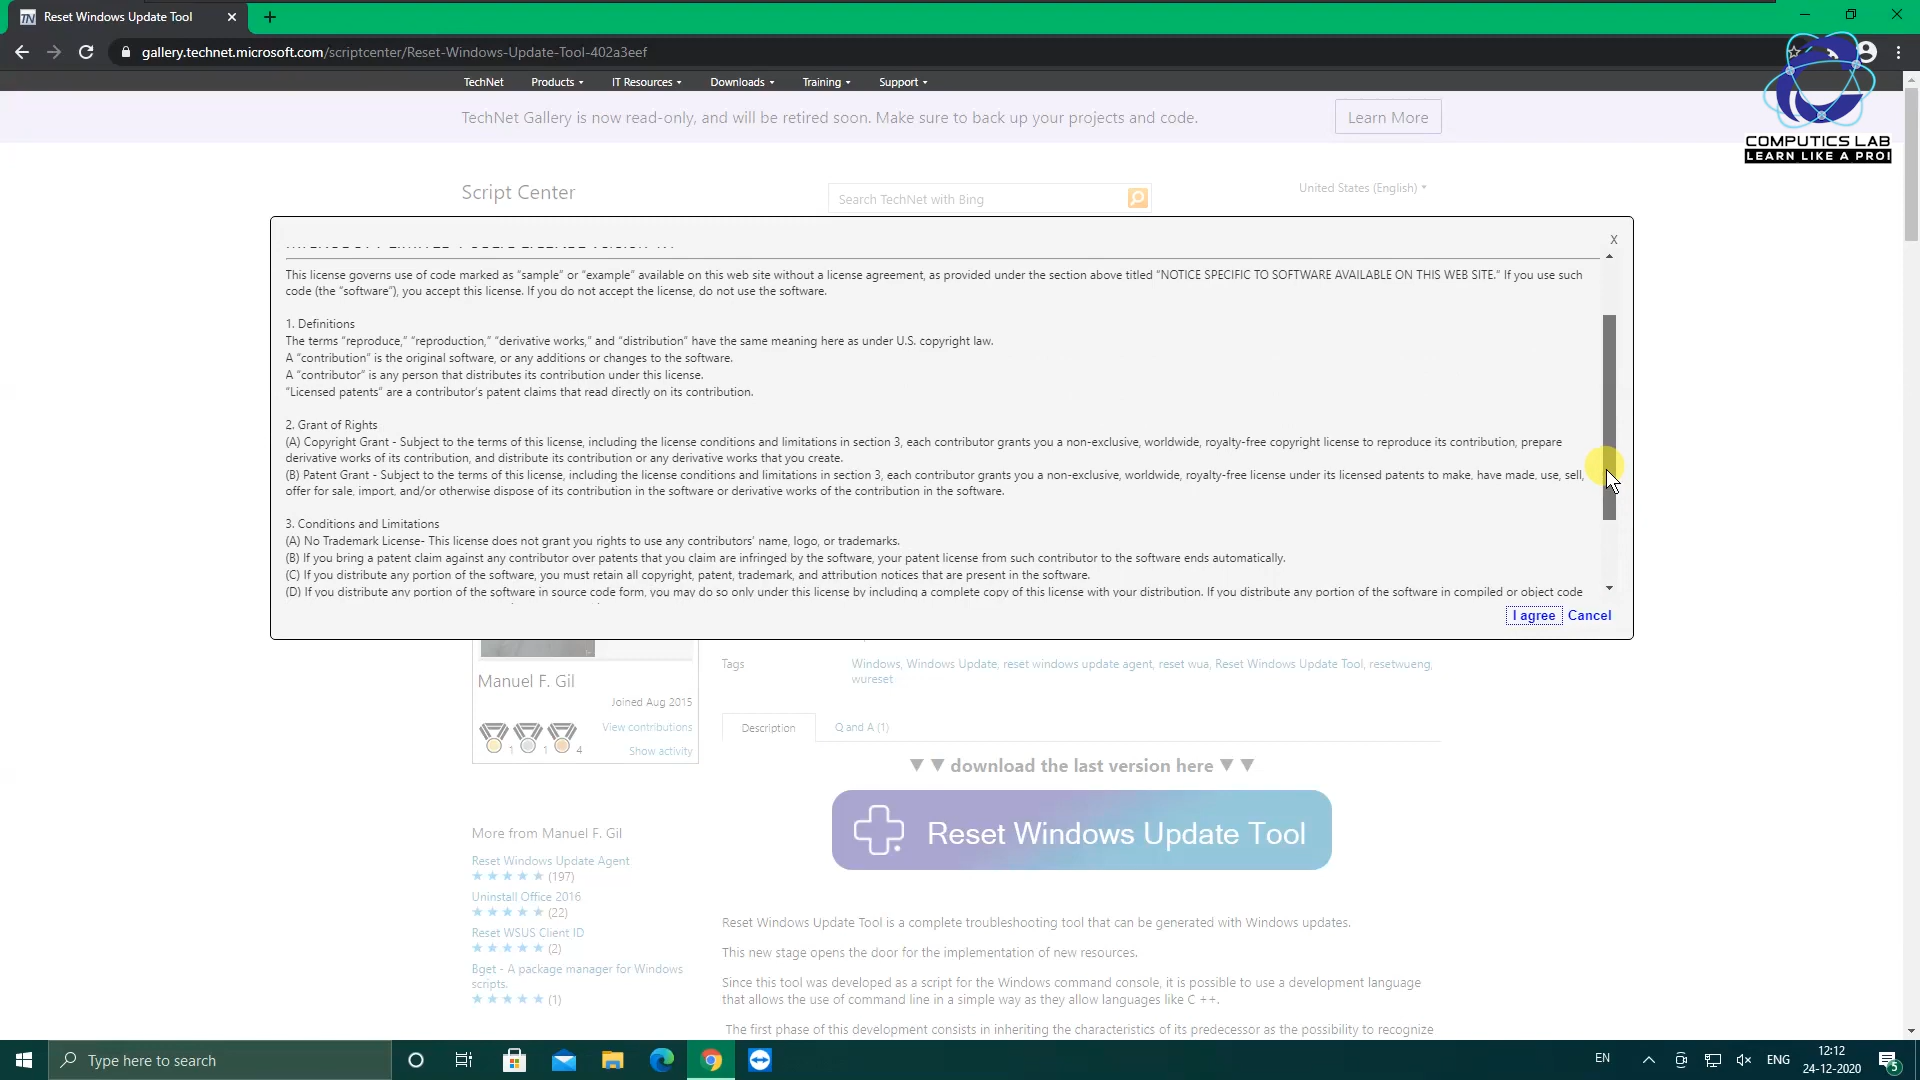 Reset Windows Update Tool
gallery.technet.microsoft.com/scriptcenter/Reset-Windows-Update-Tool-402a3eef
TechNet Products IT Resources Downloads Training Support
TechNet Gallery is now read-only, and will be retired soon. Make sure to back up your projects and code.
Learn More
COMPUTICS LAB
LEARN LIKE A PRO!
Script Center
Search TechNet with Bing
United States (English)
X
This license governs use of code marked as “sample” or “example” available on this web site without a license agreement, as provided under the section above titled “NOTICE SPECIFIC TO SOFTWARE AVAILABLE ON THIS WEB SITE.” If you use such
code (the “software”), you accept this license. If you do not accept the license, do not use the software.
1. Definitions
The terms “reproduce,” “reproduction,” “derivative works,” and “distribution” have the same meaning here as under U.S. copyright law.
A “contribution” is the original software, or any additions or changes to the software.
A “contributor” is any person that distributes its contribution under this license.
“Licensed patents” are a contributor’s patent claims that read directly on its contribution.
2. Grant of Rights
(A) Copyright Grant - Subject to the terms of this license, including the license conditions and limitations in section 3, each contributor grants you a non-exclusive, worldwide, royalty-free copyright license to reproduce its contribution, prepare
derivative works of its contribution, and distribute its contribution or any derivative works that you create.
(B) Patent Grant - Subject to the terms of this license, including the license conditions and limitations in section 3, each contributor grants you a non-exclusive, worldwide, royalty-free license under its licensed patents to make, have made, use, sell,
offer for sale, import, and/or otherwise dispose of its contribution in the software or derivative works of the contribution in the software.
3. Conditions and Limitations
(A) No Trademark License- This license does not grant you rights to use any contributors’ name, logo, or trademarks.
(B) If you bring a patent claim against any contributor over patents that you claim are infringed by the software, your patent license from such contributor to the software ends automatically.
(C) If you distribute any portion of the software, you must retain all copyright, patent, trademark, and attribution notices that are present in the software.
(D) If you distribute any portion of the software in source code form, you may do so only under this license by including a complete copy of this license with your distribution. If you distribute any portion of the software in compiled or object code
I agree Cancel
Manuel F. Gil
Joined Aug 2015
View contributions
1 1 4
Show activity
Tags
Windows, Windows Update, reset windows update agent, reset wua, Reset Windows Update Tool, resetwueng,
wureset
Description Q and A (1)
download the last version here
Reset Windows Update Tool
More from Manuel F. Gil
Reset Windows Update Agent
(197)
Uninstall Office 2016
(22)
Reset WSUS Client ID
(2)
Bget - A package manager for Windows
scripts.
(1)
Reset Windows Update Tool is a complete troubleshooting tool that can be generated with Windows updates.
This new stage opens the door for the implementation of new resources.
Since this tool was developed as a script for the Windows command console, it is possible to use a development language
that allows the use of command line in a simple way as they allow languages like C ++.
The first phase of this development consists in inheriting the characteristics of its predecessor as the possibility to recognize
Type here to search
EN
ENG
12:12
24-12-2020
5